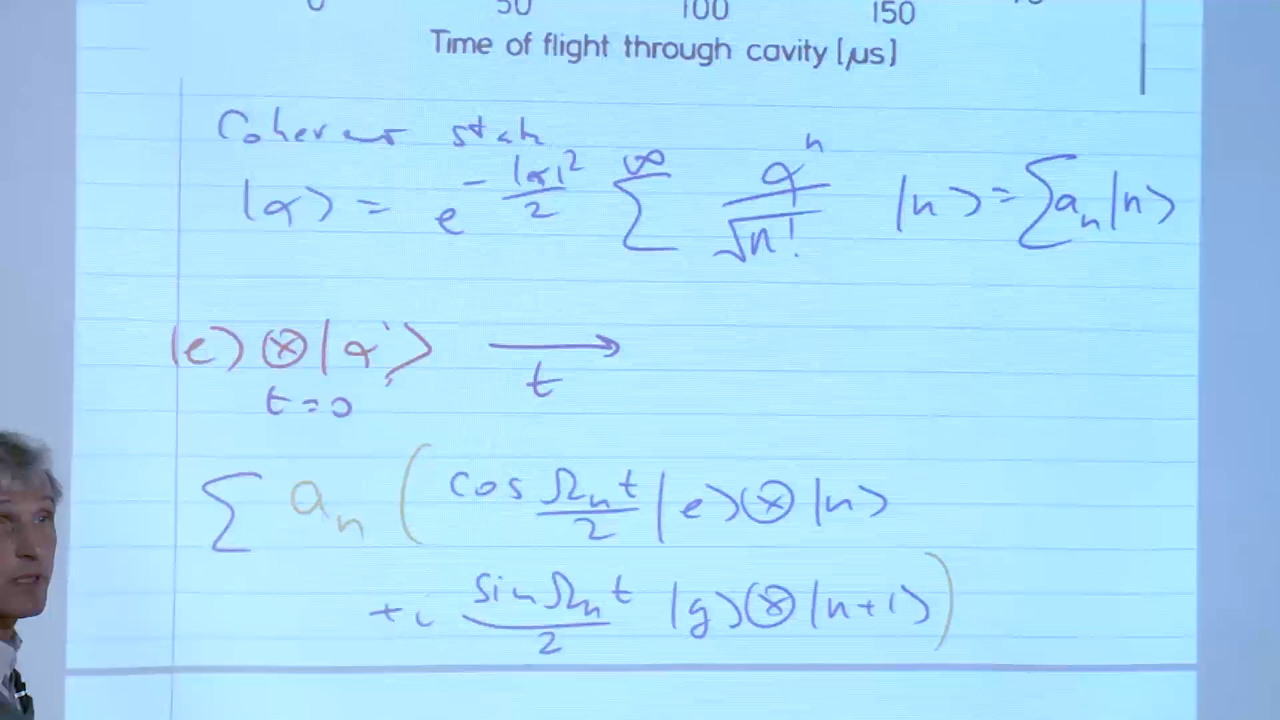 50 100 150
Time of flight through cavity [μs]
Coherent state
|α⟩ = e^{-|α|²/2} ∑^∞ αⁿ/√n! |n⟩ = ∑ aₙ|n⟩
|e⟩ ⊗ |α⟩ ⟶ t
t = 0
∑ aₙ ( cos Ωₙt/2 |e⟩ ⊗ |n⟩
+ i sin Ωₙt/2 |g⟩ ⊗ |n+1⟩ )